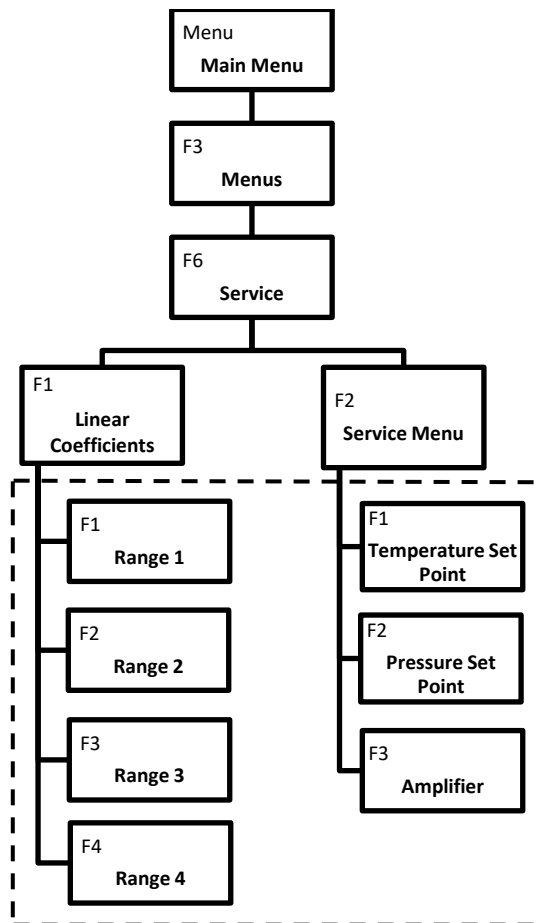 Menu
Main Menu
F3
Menus
F6
Service
F1
Linear
Coefficients
F2
Service Menu
F1
Range 1
F2
Range 2
F3
Range 3
F4
Range 4
F1
Temperature Set
Point
F2
Pressure Set
Point
F3
Amplifier